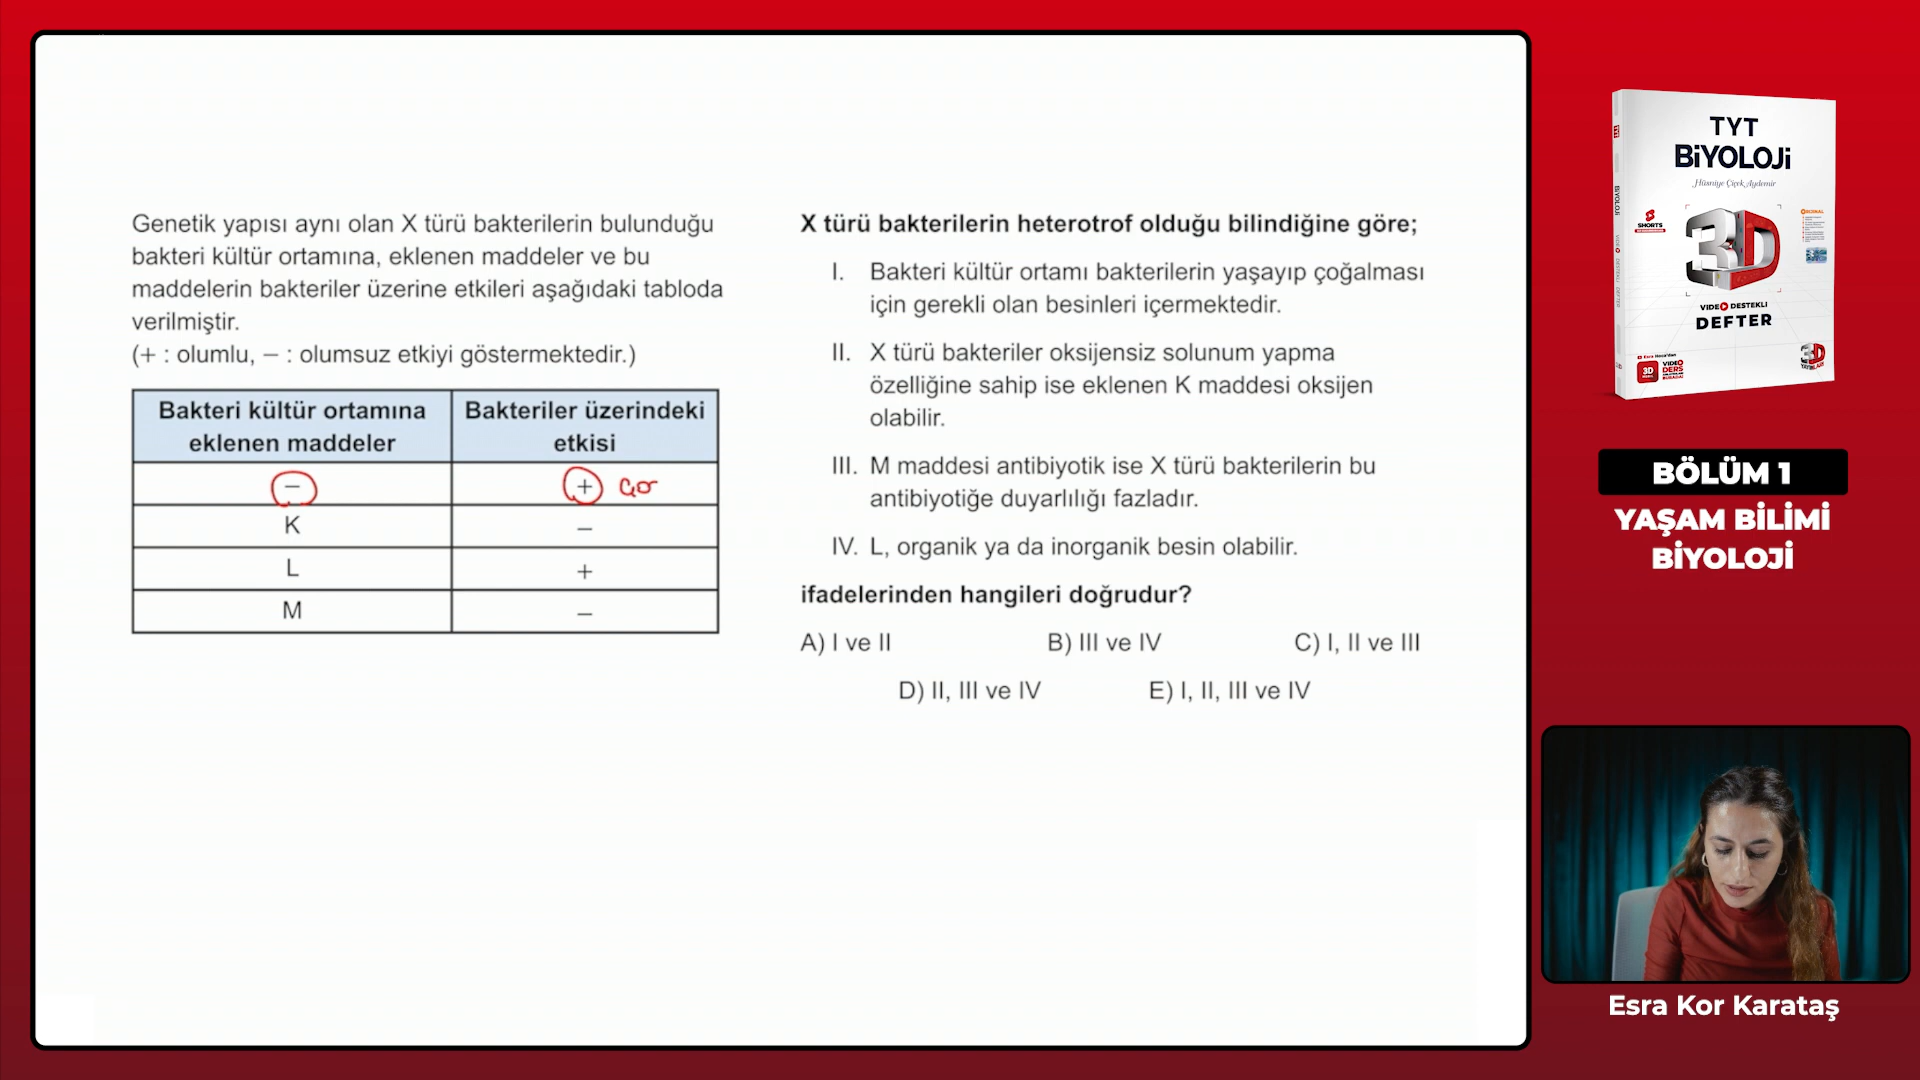 Genetik yapısı aynı olan X türü bakterilerin bulunduğu
bakteri kültür ortamına, eklenen maddeler ve bu
maddelerin bakteriler üzerine etkileri aşağıdaki tabloda
verilmiştir.
(+ : olumlu, – : olumsuz etkiyi göstermektedir.)
Bakteri kültür ortamına eklenen maddeler
Bakteriler üzerindeki etkisi
– +
K –
L +
M –
X türü bakterilerin heterotrof olduğu bilindiğine göre;
I. Bakteri kültür ortamı bakterilerin yaşayıp çoğalması
için gerekli olan besinleri içermektedir.
II. X türü bakteriler oksijensiz solunum yapma
özelliğine sahip ise eklenen K maddesi oksijen
olabilir.
III. M maddesi antibiyotik ise X türü bakterilerin bu
antibiyotiğe duyarlılığı fazladır.
IV. L, organik ya da inorganik besin olabilir.
ifadelerinden hangileri doğrudur?
A) I ve II B) III ve IV C) I, II ve III
D) II, III ve IV E) I, II, III ve IV
TYT
BİYOLOJİ
Hüsniye Çiçek Aydemir
SHORTS
3D
VIDEO DESTEKLİ
DEFTER
BÖLÜM 1
YAŞAM BİLİMİ
BİYOLOJİ
Esra Kor Karataş